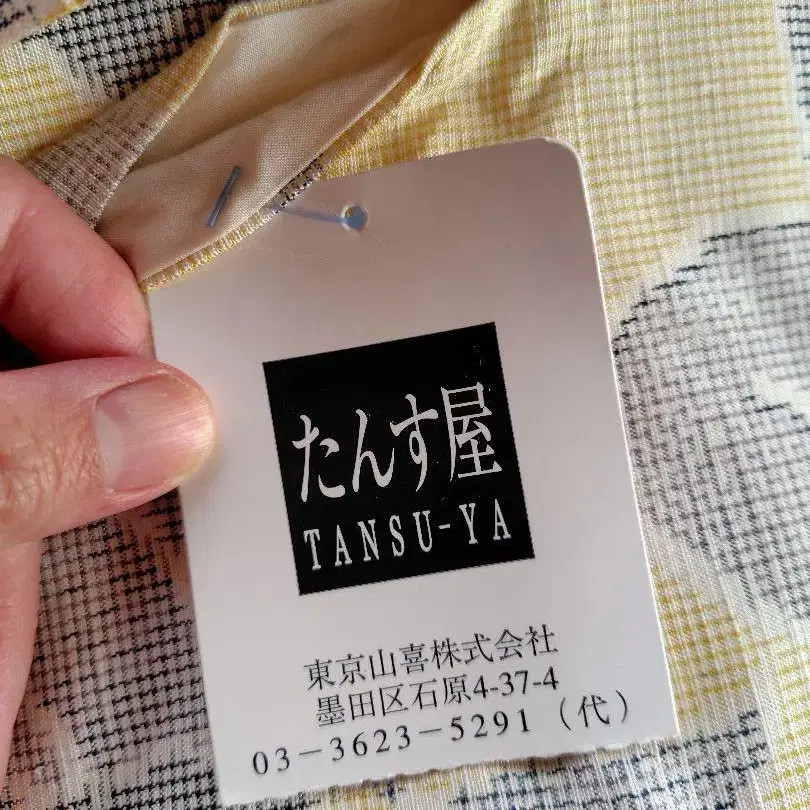 たんす屋
TANSU-YA
東京山喜株式会社
墨田区石原4-37-4
03-3623-5291（代）